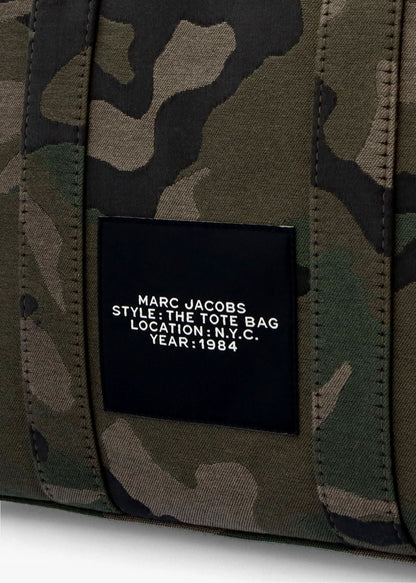 MARC JACOBS
STYLE: THE TOTE BAG
LOCATION: N.Y.C.
YEAR: 1984